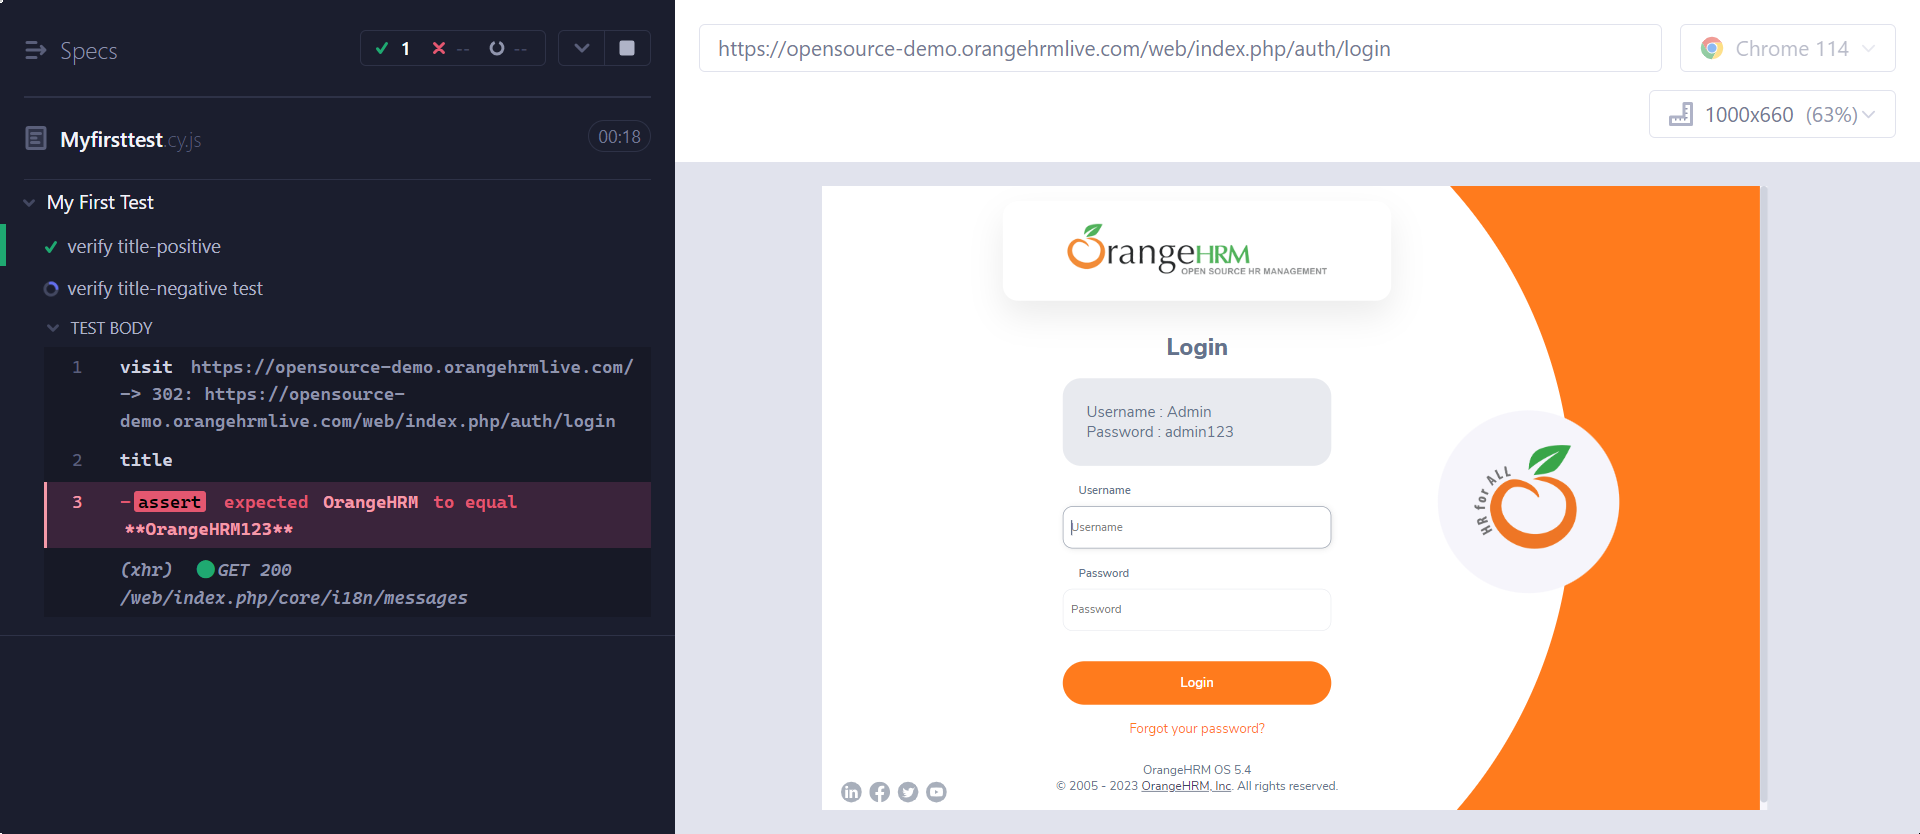 Specs
1 -- --
Myfirsttest.cy.js
00:18
My First Test
verify title-positive
verify title-negative test
TEST BODY
1 visit https://opensource-demo.orangehrmlive.com/
-> 302: https://opensource-
demo.orangehrmlive.com/web/index.php/auth/login
2 title
3 -assert expected OrangeHRM to equal
**OrangeHRM123**
(xhr) GET 200
/web/index.php/core/i18n/messages
https://opensource-demo.orangehrmlive.com/web/index.php/auth/login
Chrome 114
1000x660 (63%)
OrangeHRM
OPEN SOURCE HR MANAGEMENT
Login
Username : Admin
Password : admin123
Username
Username
Password
Password
Login
Forgot your password?
OrangeHRM OS 5.4
© 2005 - 2023 OrangeHRM, Inc. All rights reserved.
HR for ALL